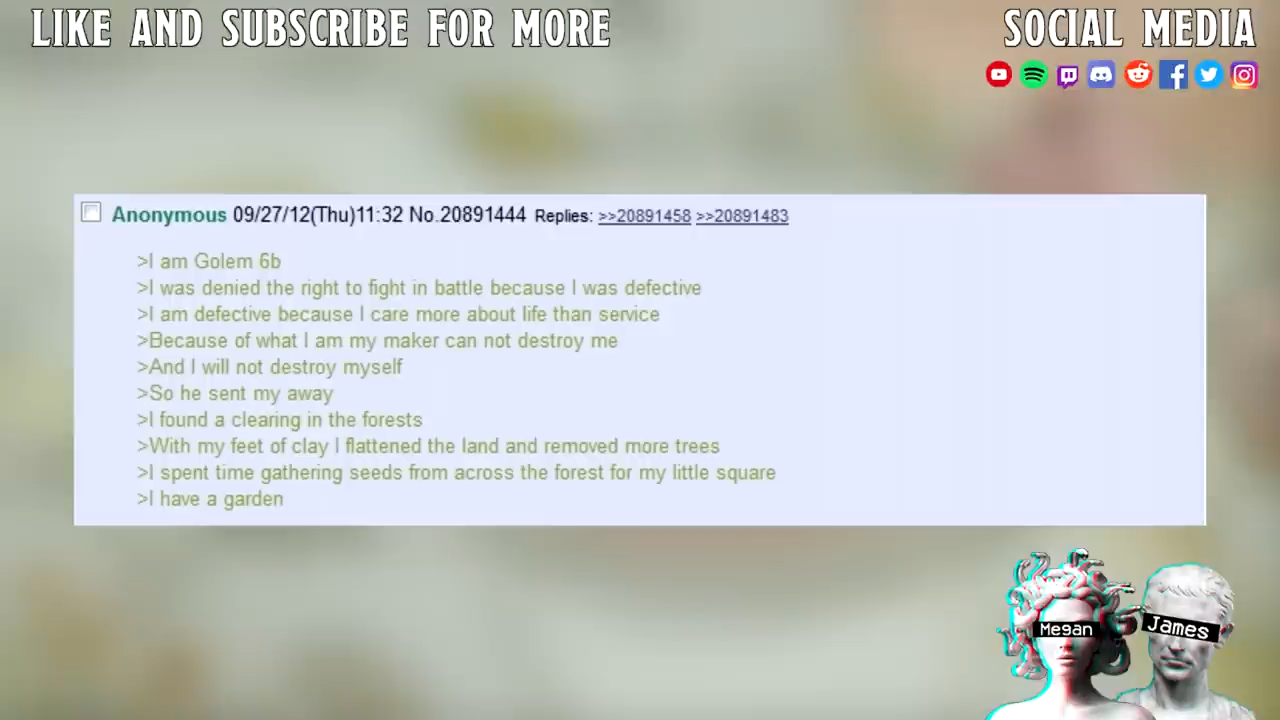 LIKE AND SUBSCRIBE FOR MORE
SOCIAL MEDIA
Anonymous 09/27/12(Thu)11:32 No.20891444 Replies: >>20891458 >>20891483
>I am Golem 6b
>I was denied the right to fight in battle because I was defective
>I am defective because I care more about life than service
>Because of what I am my maker can not destroy me
>And I will not destroy myself
>So he sent my away
>I found a clearing in the forests
>With my feet of clay I flattened the land and removed more trees
>I spent time gathering seeds from across the forest for my little square
>I have a garden
Megan
James